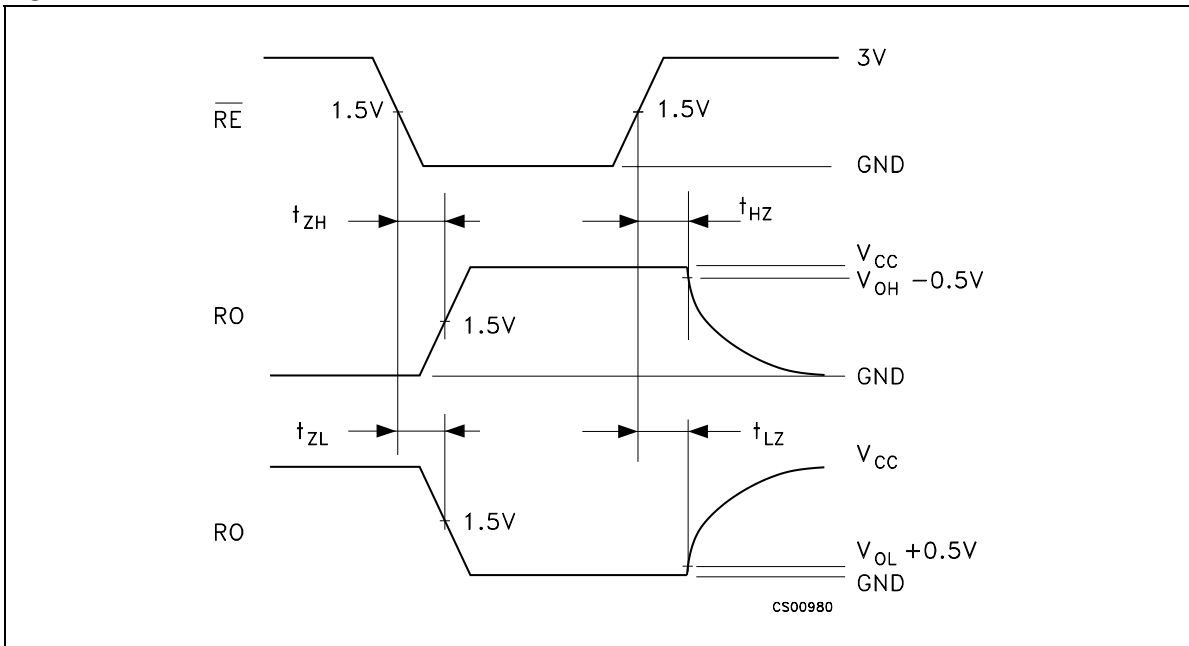 3V
RE
1.5V
1.5V
GND
tZH
tHZ
VCC
VOH -0.5V
RO
1.5V
GND
tZL
tLZ
VCC
RO
1.5V
VOL +0.5V
GND
CS00980